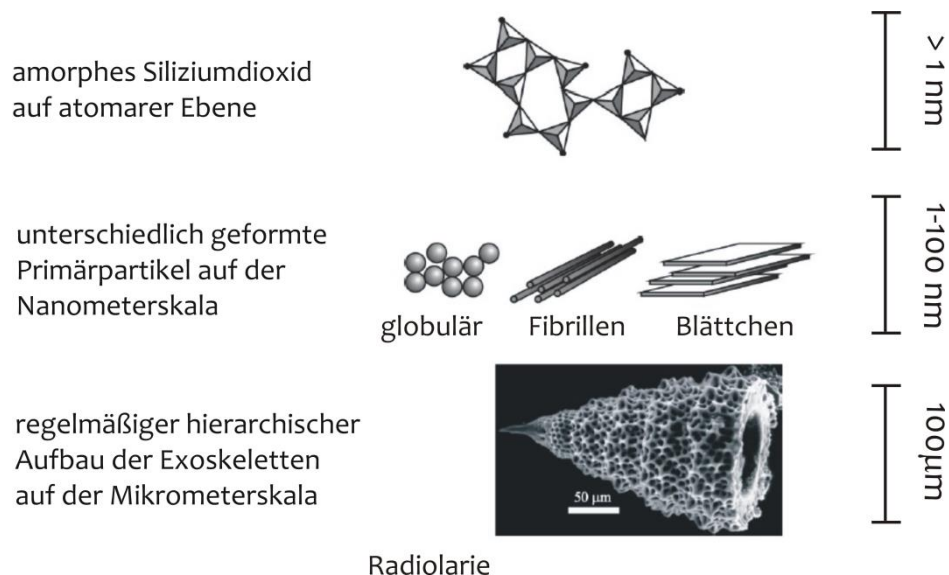 amorphes Siliziumdioxid
auf atomarer Ebene
> 1 nm
unterschiedlich geformte
Primärpartikel auf der
Nanometerskala
globulär
Fibrillen
Blättchen
1-100 nm
regelmäßiger hierarchischer
Aufbau der Exoskeletten
auf der Mikrometerskala
50 μm
100μm
Radiolarie